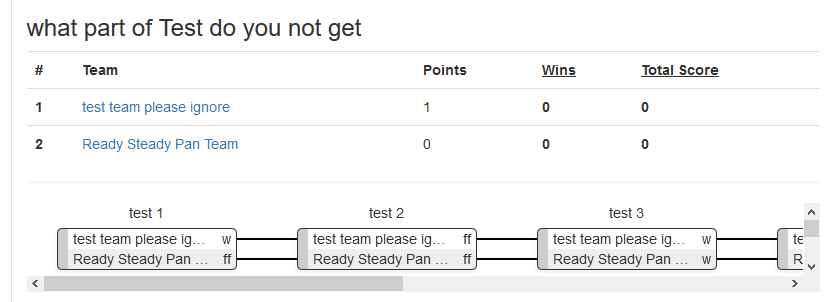 what part of Test do you not get
# Team Points Wins Total Score
1 test team please ignore 1 0 0
2 Ready Steady Pan Team 0 0 0
test 1 test 2 test 3
test team please ig... w test team please ig... ff test team please ig... w te
Ready Steady Pan ... ff Ready Steady Pan ... ff Ready Steady Pan ... w R